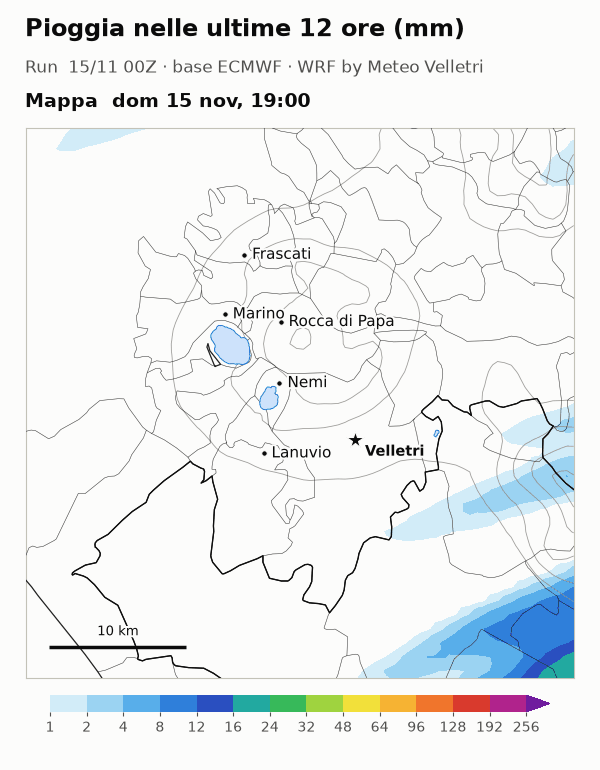 Pioggia nelle ultime 12 ore (mm)
Run  15/11 00Z · base ECMWF · WRF by Meteo Velletri
Mappa  dom 15 nov, 19:00
Frascati
Marino
Rocca di Papa
Nemi
Velletri
Lanuvio
10 km
1 2 4 8 12 16 24 32 48 64 96 128 192 256